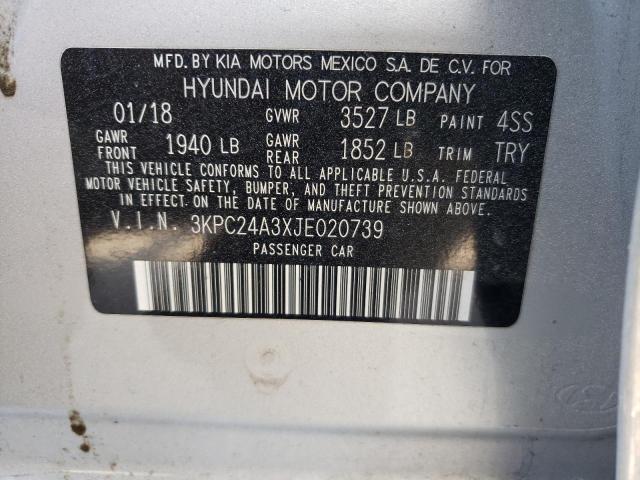 MFD. BY KIA MOTORS MEXICO S.A. DE C.V. FOR
HYUNDAI MOTOR COMPANY
01/18 GVWR 3527 LB PAINT 4SS
GAWR FRONT 1940 LB GAWR REAR 1852 LB TRIM TRY
THIS VEHICLE CONFORMS TO ALL APPLICABLE U.S.A. FEDERAL
MOTOR VEHICLE SAFETY, BUMPER, AND THEFT PREVENTION STANDARDS
IN EFFECT ON THE DATE OF MANUFACTURE SHOWN ABOVE.
V.I.N. 3KPC24A3XJE020739
PASSENGER CAR